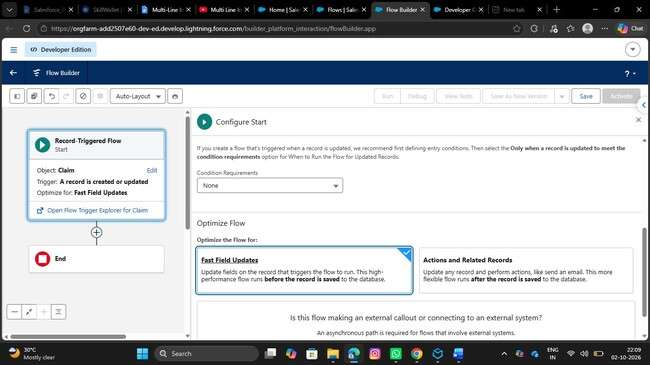 Salesforce_
SkillWallet |
Multi-Line I
Multi Line In
Home | Sale
Flows | Sale
Flow Builder
Developer C
New tab
https://orgfarm-add2507e60-dev-ed.develop.lightning.force.com/builder_platform_interaction/flowBuilder.app
Chat
Developer Edition
Flow Builder
?
Auto-Layout
Run
Debug
View Tests
Save As New Version
Save
Activate
Record-Triggered Flow
Start
Object: Claim
Edit
Trigger: A record is created or updated
Optimize for: Fast Field Updates
Open Flow Trigger Explorer for Claim
End
Configure Start
If you create a flow that's triggered when a record is updated, we recommend first defining entry conditions. Then select the Only when a record is updated to meet the
condition requirements option for When to Run the Flow for Updated Records.
Condition Requirements
None
Optimize Flow
Optimize the Flow for:
Fast Field Updates
Update fields on the record that triggers the flow to run. This high-
performance flow runs before the record is saved to the database.
Actions and Related Records
Update any record and perform actions, like send an email. This more
flexible flow runs after the record is saved to the database.
Is this flow making an external callout or connecting to an external system?
An asynchronous path is required for flows that involve external systems.
30°C
Mostly clear
Search
ENG
IN
22:09
02-10-2026